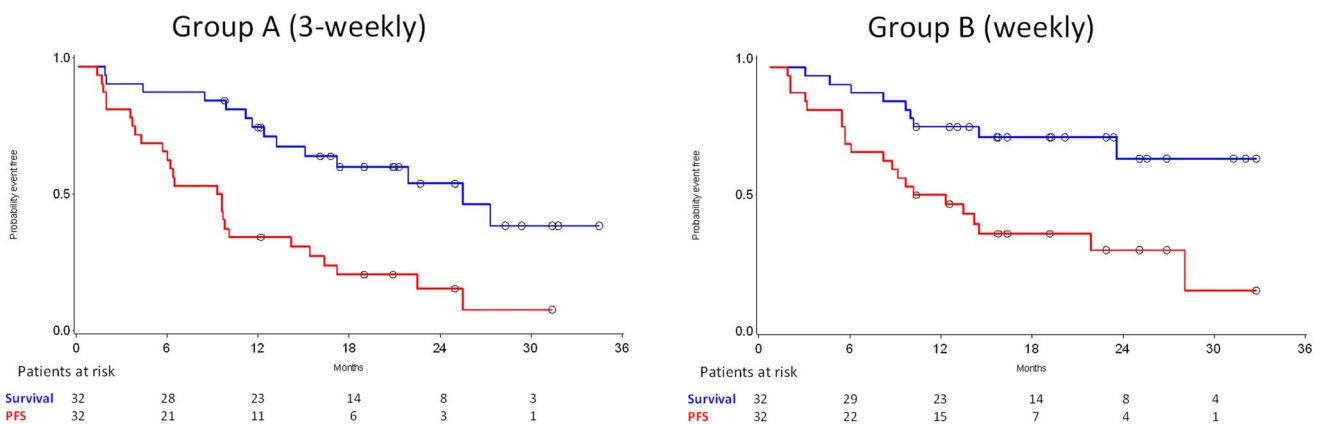 Group A (3-weekly)
1.0
0.5
0.0
Probability event free
0 6 12 18 24 30 36
Months
Patients at risk
Survival 32 28 23 14 8 3
PFS 32 21 11 6 3 1
Group B (weekly)
1.0
0.5
0.0
Probability event free
0 6 12 18 24 30 36
Months
Patients at risk
Survival 32 29 23 14 8 4
PFS 32 22 15 7 4 1